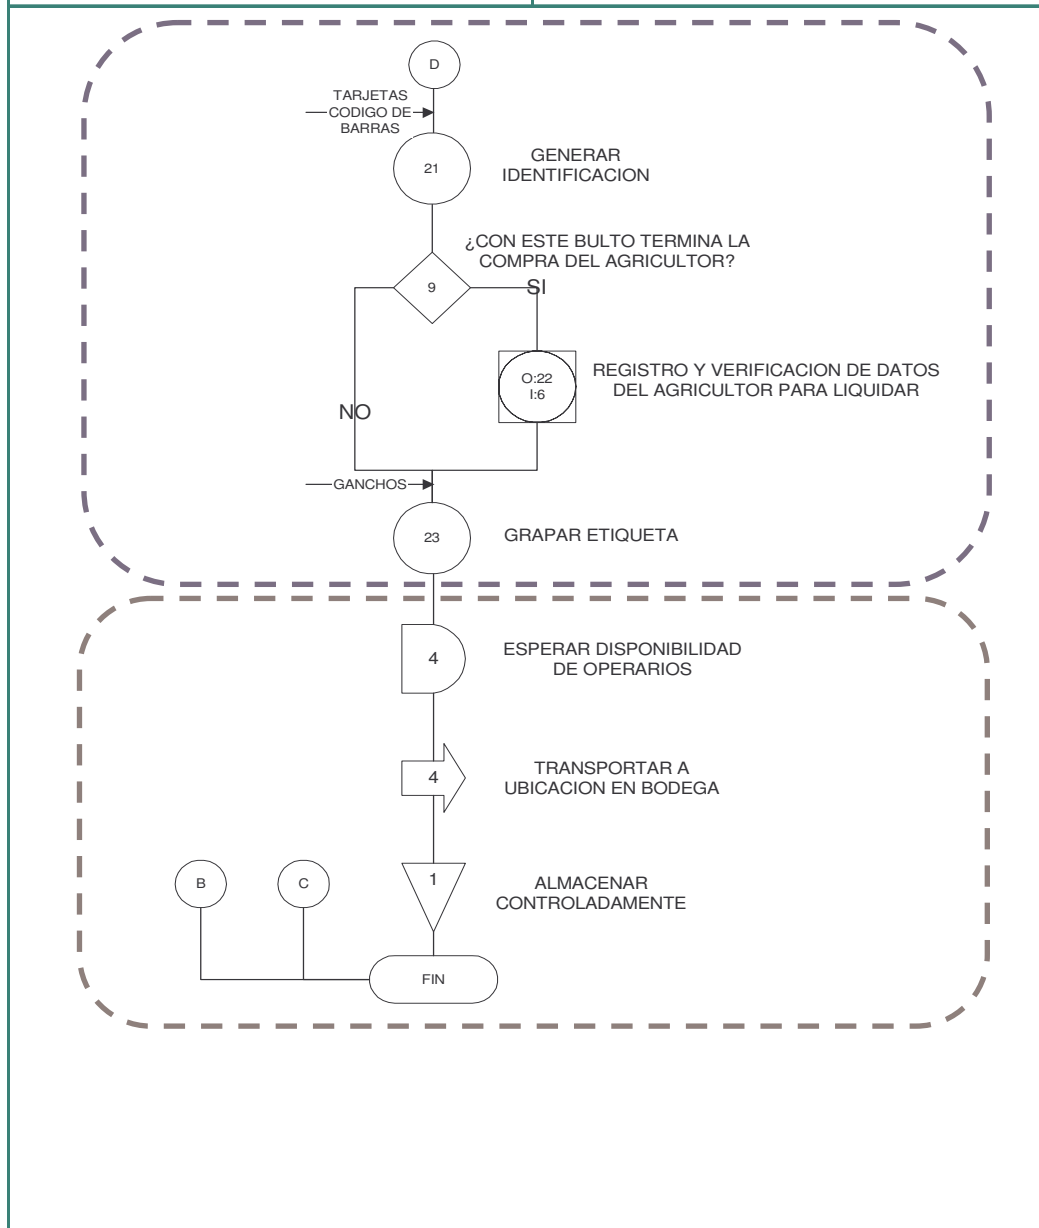 D
TARJETAS
CODIGO DE
BARRAS
21
GENERAR
IDENTIFICACION
¿CON ESTE BULTO TERMINA LA
COMPRA DEL AGRICULTOR?
9
SI
O:22
I:6
REGISTRO Y VERIFICACION DE DATOS
DEL AGRICULTOR PARA LIQUIDAR
NO
GANCHOS
23
GRAPAR ETIQUETA
4
ESPERAR DISPONIBILIDAD
DE OPERARIOS
4
TRANSPORTAR A
UBICACION EN BODEGA
B
C
1
ALMACENAR
CONTROLADAMENTE
FIN